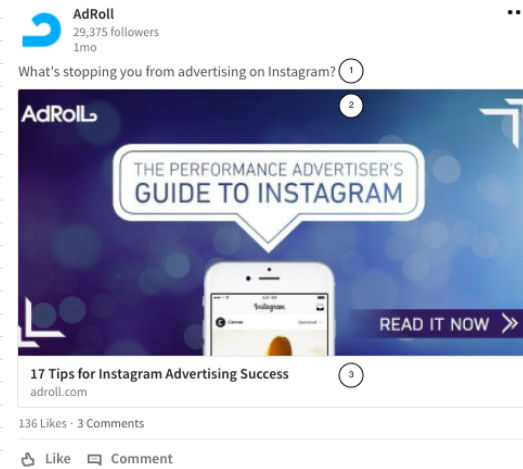 AdRoll
29,375 followers
1mo
What's stopping you from advertising on Instagram? 1
2
AdRoll
THE PERFORMANCE ADVERTISER'S
GUIDE TO INSTAGRAM
Instagram
Canvas
Sponsored
READ IT NOW »
17 Tips for Instagram Advertising Success
3
adroll.com
136 Likes · 3 Comments
Like
Comment